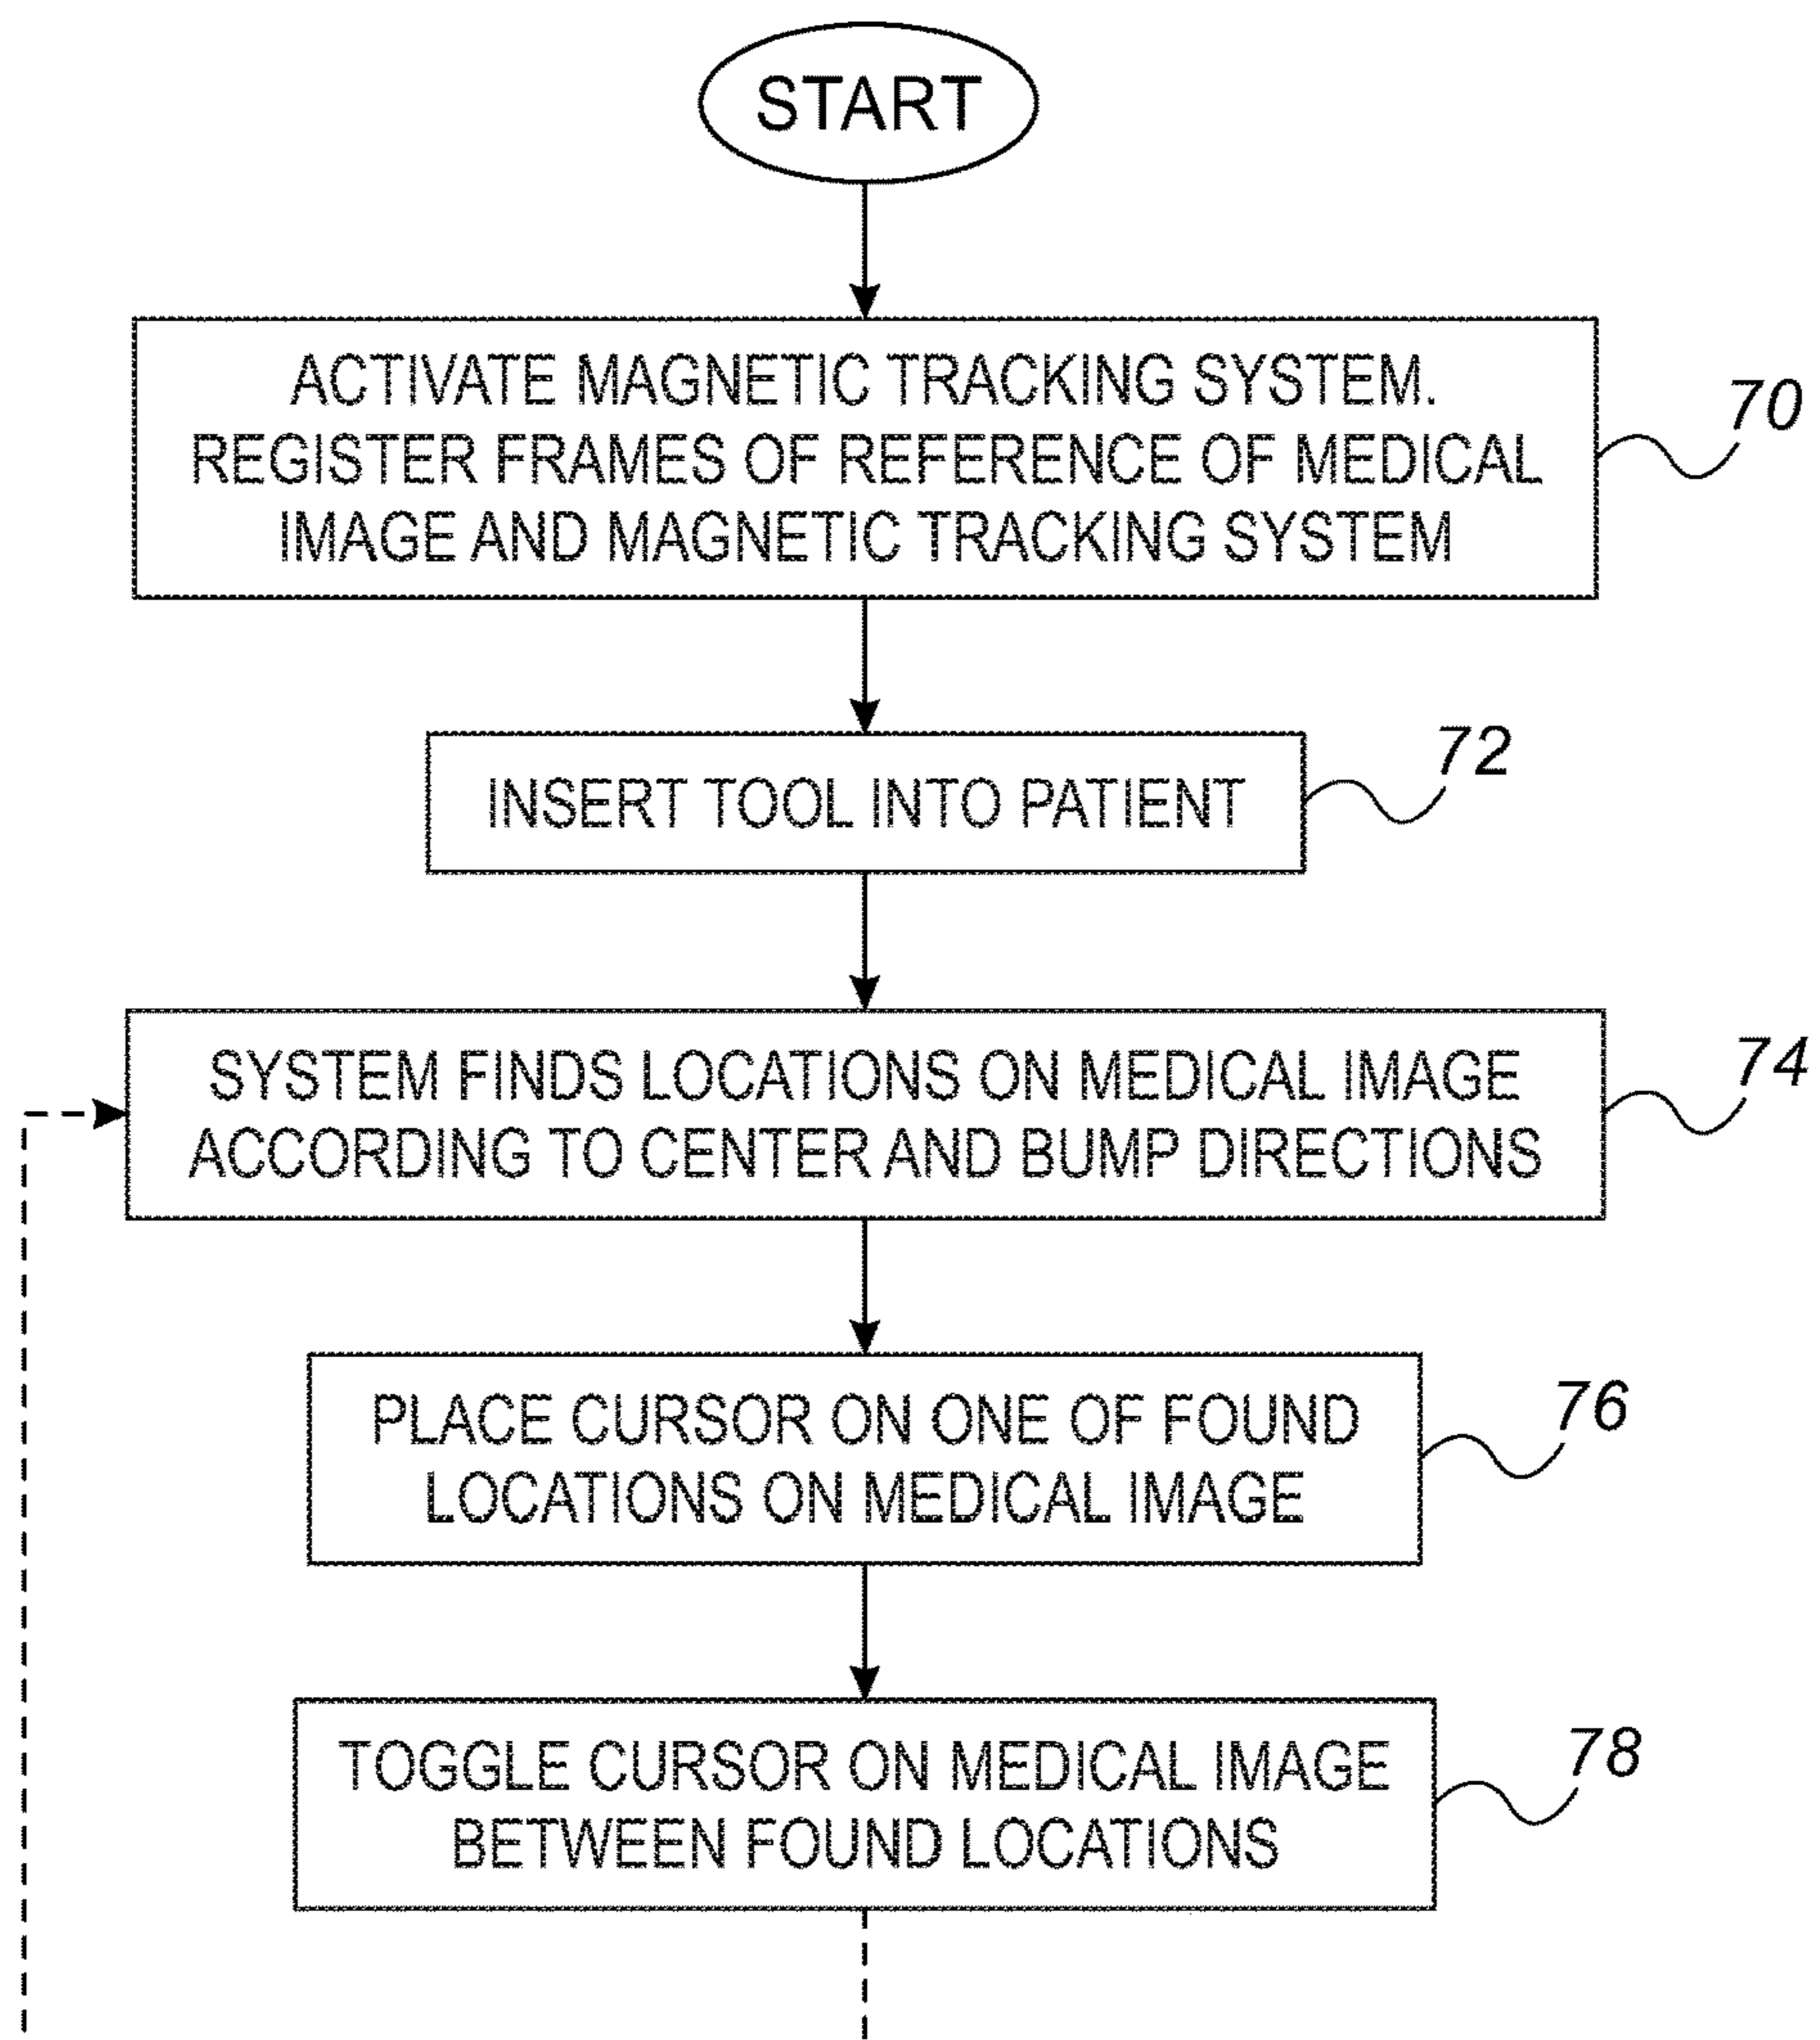 START
ACTIVATE MAGNETIC TRACKING SYSTEM.
REGISTER FRAMES OF REFERENCE OF MEDICAL
IMAGE AND MAGNETIC TRACKING SYSTEM
70
INSERT TOOL INTO PATIENT
72
SYSTEM FINDS LOCATIONS ON MEDICAL IMAGE
ACCORDING TO CENTER AND BUMP DIRECTIONS
74
PLACE CURSOR ON ONE OF FOUND
LOCATIONS ON MEDICAL IMAGE
76
TOGGLE CURSOR ON MEDICAL IMAGE
BETWEEN FOUND LOCATIONS
78